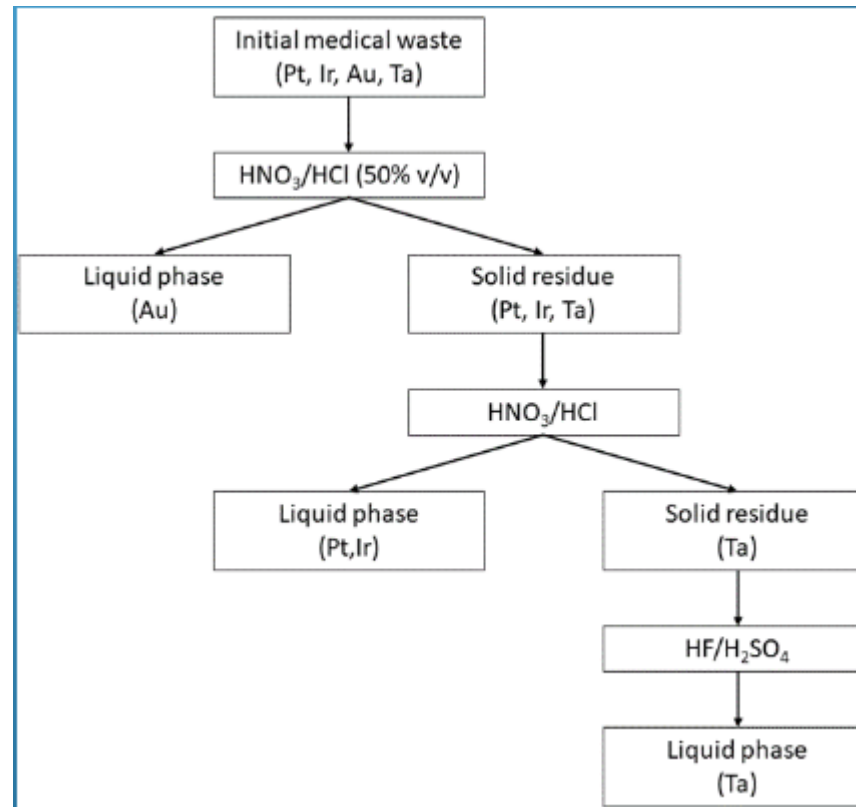 Initial medical waste
(Pt, Ir, Au, Ta)
HNO₃/HCl (50% v/v)
Liquid phase
(Au)
Solid residue
(Pt, Ir, Ta)
HNO₃/HCl
Liquid phase
(Pt,Ir)
Solid residue
(Ta)
HF/H₂SO₄
Liquid phase
(Ta)